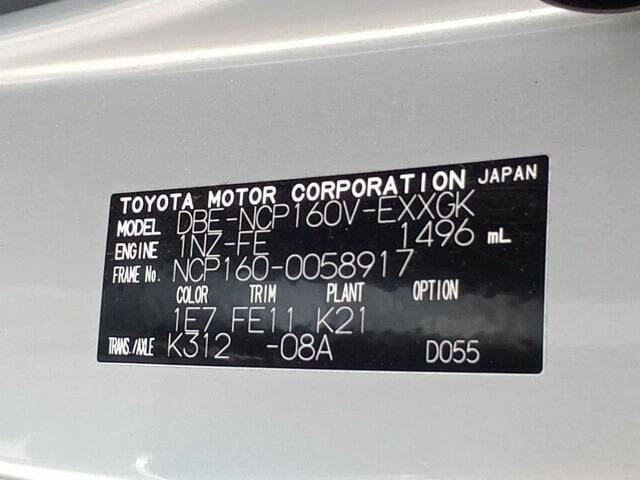 TOYOTA MOTOR CORPORATION JAPAN
MODEL DBE-NCP160V-EXXGK
ENGINE 1NZ-FE 1496 mL
FRAME No. NCP160-0058917
COLOR TRIM PLANT OPTION
1E7 FE11 K21
TRANS./AXLE K312 -08A D055